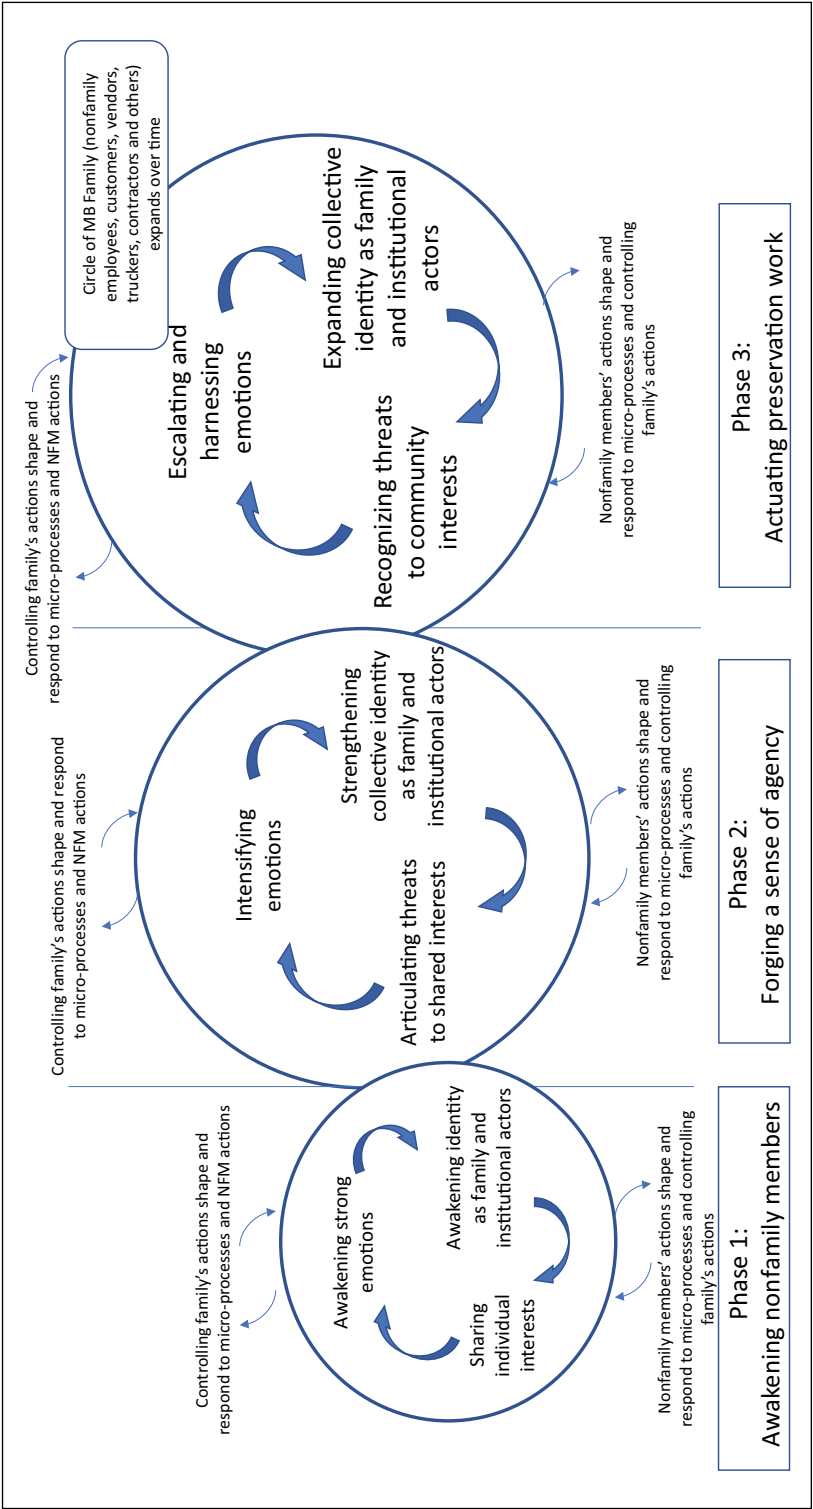 Controlling family’s actions shape and
respond to micro-processes and NFM actions
Awakening strong
emotions
Awakening identity
as family and
institutional actors
Sharing
individual
interests
Nonfamily members’ actions shape and
respond to micro-processes and controlling
family’s actions
Phase 1:
Awakening nonfamily members
Controlling family’s actions shape and respond
to micro-processes and NFM actions
Intensifying
emotions
Strengthening
collective identity
as family and
institutional actors
Articulating threats
to shared interests
Nonfamily members’ actions shape and
respond to micro-processes and controlling
family’s actions
Phase 2:
Forging a sense of agency
Controlling family’s actions shape and
respond to micro-processes and NFM actions
Circle of MB Family (nonfamily
employees, customers, vendors,
truckers, contractors and others)
expands over time
Escalating and
harnessing
emotions
Expanding collective
identity as family
and institutional
actors
Recognizing threats
to community
interests
Nonfamily members’ actions shape and
respond to micro-processes and controlling
family’s actions
Phase 3:
Actuating preservation work